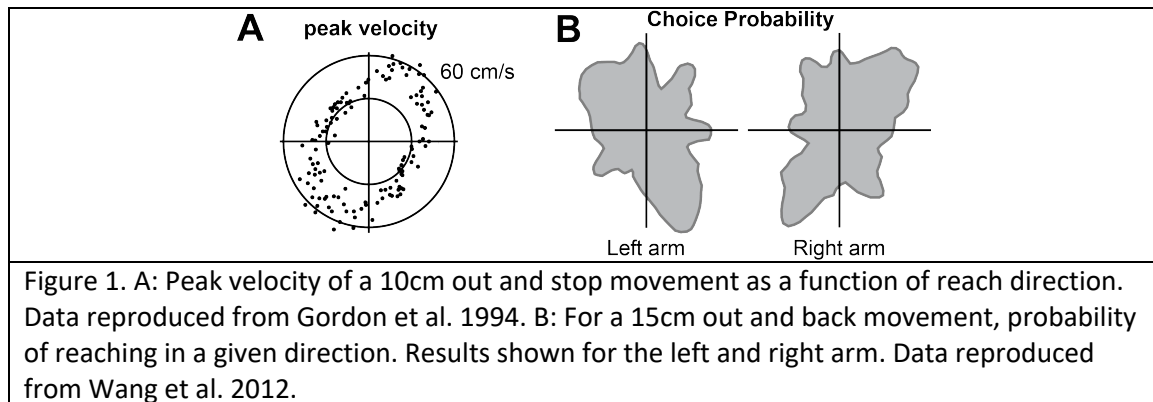 A
peak velocity
60 cm/s
B
Choice Probability
Left arm
Right arm
Figure 1. A: Peak velocity of a 10cm out and stop movement as a function of reach direction.
Data reproduced from Gordon et al. 1994. B: For a 15cm out and back movement, probability
of reaching in a given direction. Results shown for the left and right arm. Data reproduced
from Wang et al. 2012.